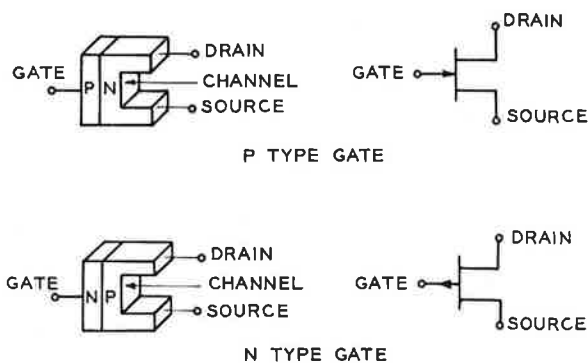 DRAIN
GATE P N CHANNEL
SOURCE
DRAIN
GATE
SOURCE
P TYPE GATE
DRAIN
GATE N P CHANNEL
SOURCE
DRAIN
GATE
SOURCE
N TYPE GATE